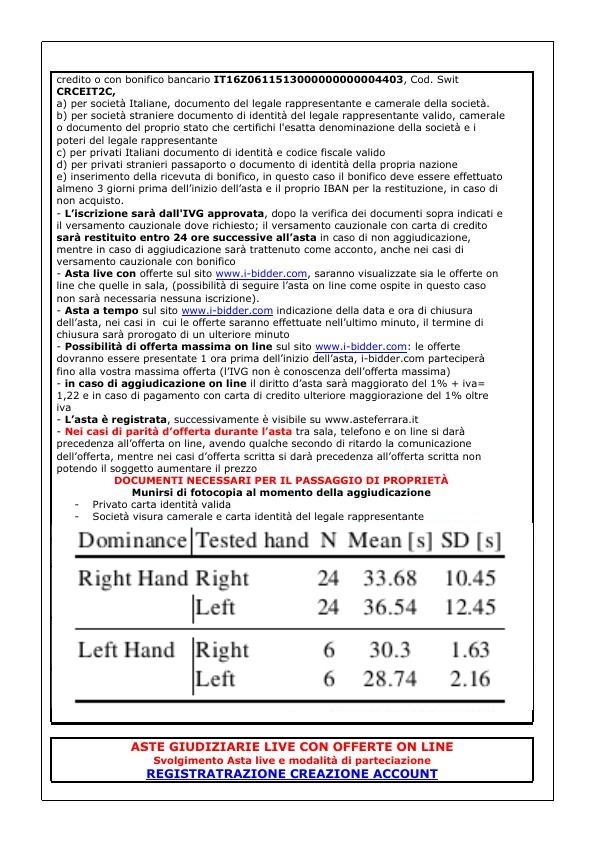 credito o con bonifico bancario IT16Z0611513000000000004403, Cod. Swit
CRCEIT2C,
a) per società Italiane, documento del legale rappresentante e camerale della società.
b) per società straniere documento di identità del legale rappresentante valido, camerale
o documento del proprio stato che certifichi l'esatta denominazione della società e i
poteri del legale rappresentante
c) per privati Italiani documento di identità e codice fiscale valido
d) per privati stranieri passaporto o documento di identità della propria nazione
e) inserimento della ricevuta di bonifico, in questo caso il bonifico deve essere effettuato
almeno 3 giorni prima dell'inizio dell'asta e il proprio IBAN per la restituzione, in caso di
non acquisto.
- L'iscrizione sarà dall'IVG approvata, dopo la verifica dei documenti sopra indicati e
il versamento cauzionale dove richiesto; il versamento cauzionale con carta di credito
sarà restituito entro 24 ore successive all'asta in caso di non aggiudicazione,
mentre in caso di aggiudicazione sarà trattenuto come acconto, anche nei casi di
versamento cauzionale con bonifico
- Asta live con offerte sul sito www.i-bidder.com, saranno visualizzate sia le offerte on
line che quelle in sala, (possibilità di seguire l'asta on line come ospite in questo caso
non sarà necessaria nessuna iscrizione).
- Asta a tempo sul sito www.i-bidder.com indicazione della data e ora di chiusura
dell'asta, nei casi in cui le offerte saranno effettuate nell'ultimo minuto, il termine di
chiusura sarà prorogato di un ulteriore minuto
- Possibilità di offerta massima on line sul sito www.i-bidder.com: le offerte
dovranno essere presentate 1 ora prima dell'inizio dell'asta, i-bidder.com parteciperà
fino alla vostra massima offerta (l'IVG non è conoscenza dell'offerta massima)
- in caso di aggiudicazione on line il diritto d'asta sarà maggiorato del 1% + iva=
1,22 e in caso di pagamento con carta di credito ulteriore maggiorazione del 1% oltre
iva
- L'asta è registrata, successivamente è visibile su www.asteferrara.it
- Nei casi di parità d'offerta durante l'asta tra sala, telefono e on line si darà
precedenza all'offerta on line, avendo qualche secondo di ritardo la comunicazione
dell'offerta, mentre nei casi d'offerta scritta si darà precedenza all'offerta scritta non
potendo il soggetto aumentare il prezzo
DOCUMENTI NECESSARI PER IL PASSAGGIO DI PROPRIETÀ
Munirsi di fotocopia al momento della aggiudicazione
- Privato carta identità valida
- Società visura camerale e carta identità del legale rappresentante
Dominance Tested hand N Mean [s] SD [s]
Right Hand Right 24 33.68 10.45
Left 24 36.54 12.45
Left Hand Right 6 30.3 1.63
Left 6 28.74 2.16
ASTE GIUDIZIARIE LIVE CON OFFERTE ON LINE
Svolgimento Asta live e modalità di parteciazione
REGISTRATRAZIONE CREAZIONE ACCOUNT